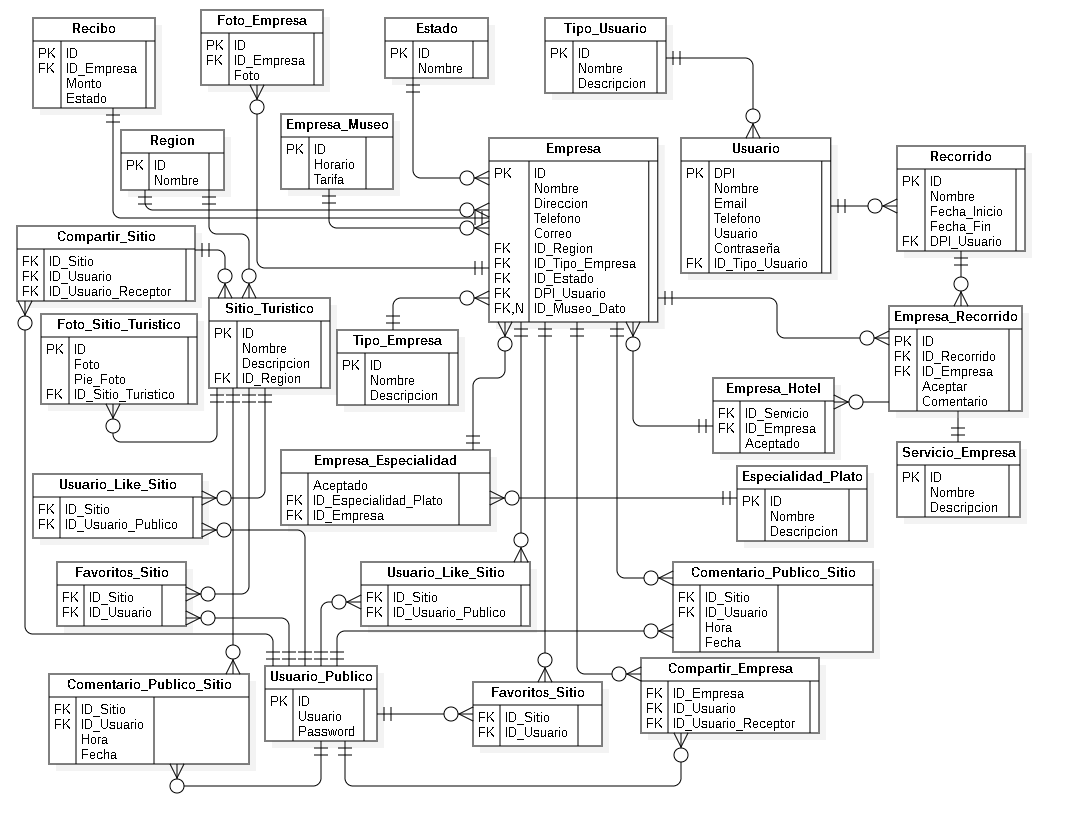 Recibo
PK ID
FK ID_Empresa
Monto
Estado
Foto_Empresa
PK ID
FK ID_Empresa
Foto
Estado
PK ID
Nombre
Tipo_Usuario
PK ID
Nombre
Descripcion
Region
PK ID
Nombre
Empresa_Museo
PK ID
Horario
Tarifa
Empresa
PK ID
Nombre
Direccion
Telefono
Correo
FK ID_Region
FK ID_Tipo_Empresa
FK ID_Estado
FK DPI_Usuario
FK,N ID_Museo_Dato
Usuario
PK DPI
Nombre
Email
Telefono
Usuario
Contraseña
FK ID_Tipo_Usuario
Recorrido
PK ID
Nombre
Fecha_Inicio
Fecha_Fin
FK DPI_Usuario
Compartir_Sitio
FK ID_Sitio
FK ID_Usuario
FK ID_Usuario_Receptor
Foto_Sitio_Turistico
PK ID
Foto
Pie_Foto
FK ID_Sitio_Turistico
Sitio_Turistico
PK ID
Nombre
Descripcion
FK ID_Region
Tipo_Empresa
PK ID
Nombre
Descripcion
Empresa_Recorrido
PK ID
FK ID_Recorrido
FK ID_Empresa
Aceptar
Comentario
Empresa_Hotel
FK ID_Servicio
FK ID_Empresa
Aceptado
Servicio_Empresa
PK ID
Nombre
Descripcion
Empresa_Especialidad
Aceptado
FK ID_Especialidad_Plato
FK ID_Empresa
Especialidad_Plato
PK ID
Nombre
Descripcion
Usuario_Like_Sitio
FK ID_Sitio
FK ID_Usuario_Publico
Favoritos_Sitio
FK ID_Sitio
FK ID_Usuario
Usuario_Like_Sitio
FK ID_Sitio
FK ID_Usuario_Publico
Comentario_Publico_Sitio
FK ID_Sitio
FK ID_Usuario
Hora
Fecha
Comentario_Publico_Sitio
FK ID_Sitio
FK ID_Usuario
Hora
Fecha
Usuario_Publico
PK ID
Usuario
Password
Favoritos_Sitio
FK ID_Sitio
FK ID_Usuario
Compartir_Empresa
FK ID_Empresa
FK ID_Usuario
FK ID_Usuario_Receptor